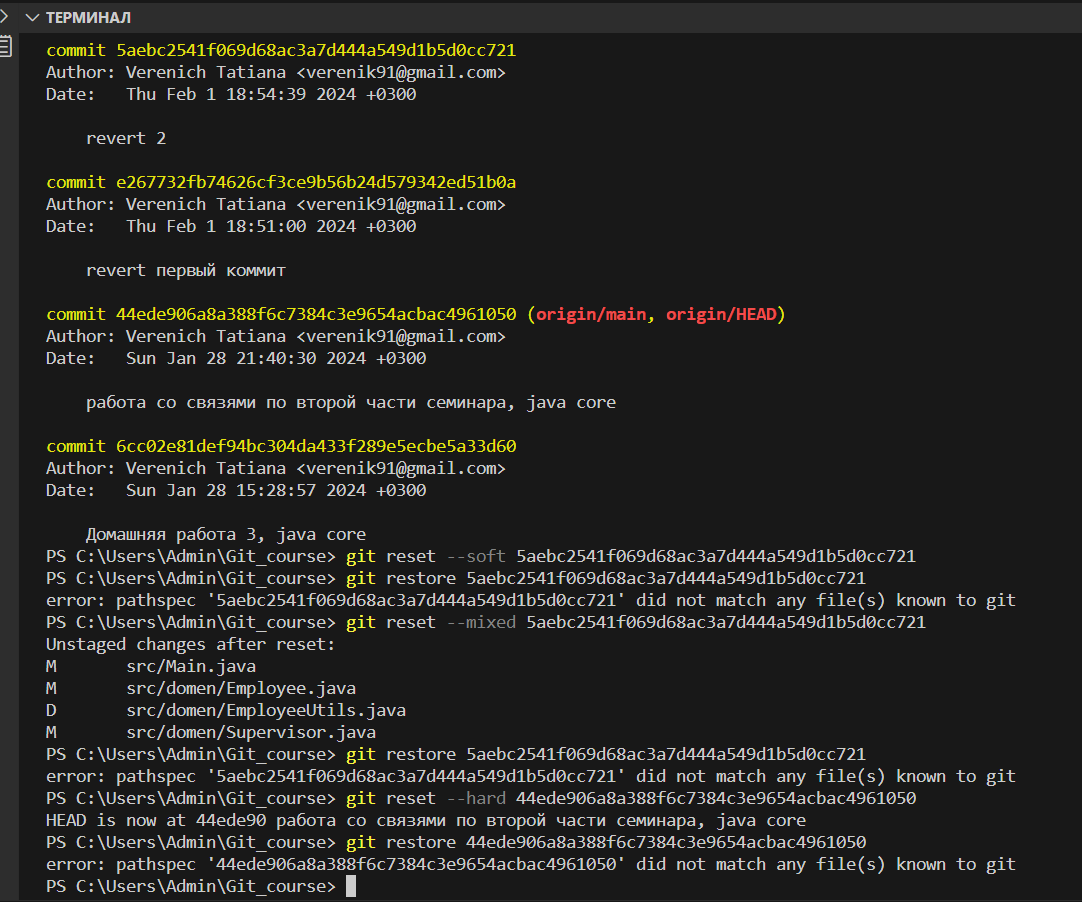 ТЕРМИНАЛ
commit 5aebc2541f069d68ac3a7d444a549d1b5d0cc721
Author: Verenich Tatiana <verenik91@gmail.com>
Date:   Thu Feb 1 18:54:39 2024 +0300
revert 2
commit e267732fb74626cf3ce9b56b24d579342ed51b0a
Author: Verenich Tatiana <verenik91@gmail.com>
Date:   Thu Feb 1 18:51:00 2024 +0300
revert первый коммит
commit 44ede906a8a388f6c7384c3e9654acbac4961050 (origin/main, origin/HEAD)
Author: Verenich Tatiana <verenik91@gmail.com>
Date:   Sun Jan 28 21:40:30 2024 +0300
работа со связями по второй части семинара, java core
commit 6cc02e81def94bc304da433f289e5ecbe5a33d60
Author: Verenich Tatiana <verenik91@gmail.com>
Date:   Sun Jan 28 15:28:57 2024 +0300
Домашняя работа 3, java core
PS C:\Users\Admin\Git_course> git reset --soft 5aebc2541f069d68ac3a7d444a549d1b5d0cc721
PS C:\Users\Admin\Git_course> git restore 5aebc2541f069d68ac3a7d444a549d1b5d0cc721
error: pathspec '5aebc2541f069d68ac3a7d444a549d1b5d0cc721' did not match any file(s) known to git
PS C:\Users\Admin\Git_course> git reset --mixed 5aebc2541f069d68ac3a7d444a549d1b5d0cc721
Unstaged changes after reset:
M       src/Main.java
M       src/domen/Employee.java
D       src/domen/EmployeeUtils.java
M       src/domen/Supervisor.java
PS C:\Users\Admin\Git_course> git restore 5aebc2541f069d68ac3a7d444a549d1b5d0cc721
error: pathspec '5aebc2541f069d68ac3a7d444a549d1b5d0cc721' did not match any file(s) known to git
PS C:\Users\Admin\Git_course> git reset --hard 44ede906a8a388f6c7384c3e9654acbac4961050
HEAD is now at 44ede90 работа со связями по второй части семинара, java core
PS C:\Users\Admin\Git_course> git restore 44ede906a8a388f6c7384c3e9654acbac4961050
error: pathspec '44ede906a8a388f6c7384c3e9654acbac4961050' did not match any file(s) known to git
PS C:\Users\Admin\Git_course>